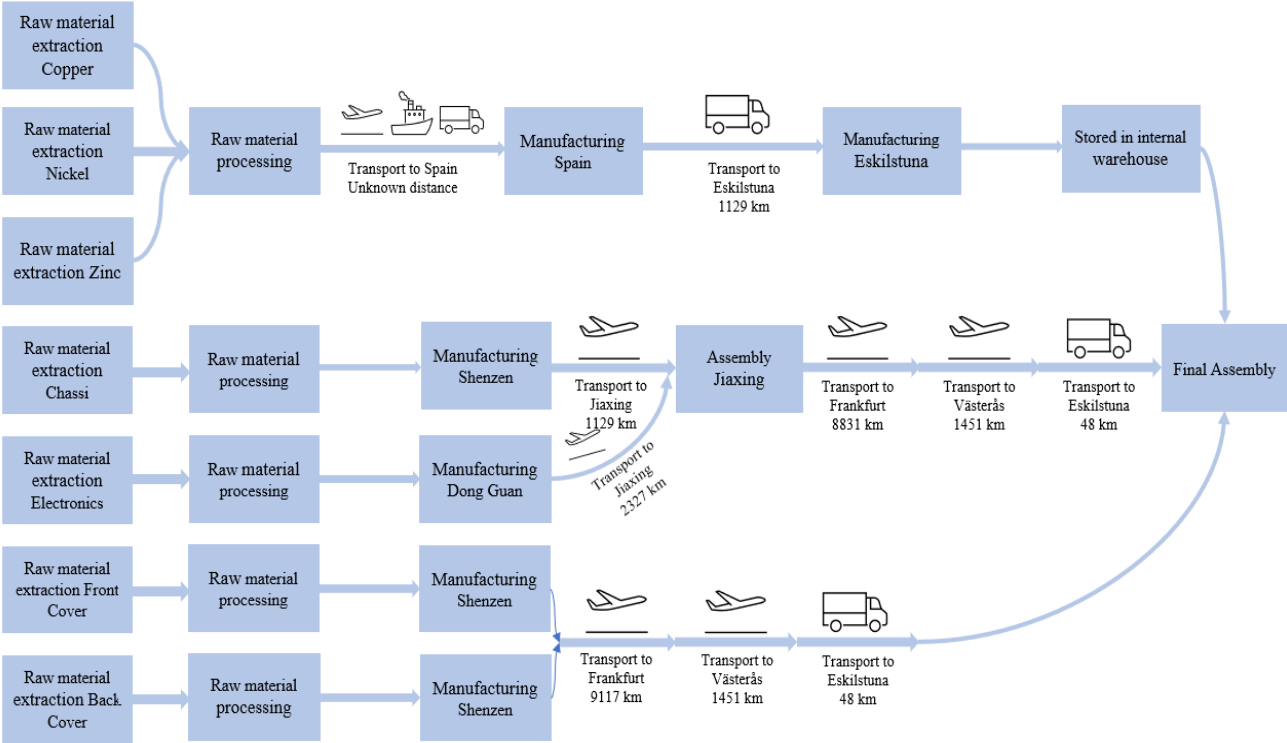 Raw material
extraction
Copper
Raw material
extraction
Nickel
Raw material
extraction Zinc
Raw material
processing
Transport to Spain
Unknown distance
Manufacturing
Spain
Transport to
Eskilstuna
1129 km
Manufacturing
Eskilstuna
Stored in internal
warehouse
Raw material
extraction
Chassi
Raw material
processing
Manufacturing
Shenzen
Transport to
Jiaxing
1129 km
Assembly
Jiaxing
Transport to
Frankfurt
8831 km
Transport to
Västerås
1451 km
Transport to
Eskilstuna
48 km
Final Assembly
Raw material
extraction
Electronics
Raw material
processing
Manufacturing
Dong Guan
Transport to
Jiaxing
2327 km
Raw material
extraction Front
Cover
Raw material
processing
Manufacturing
Shenzen
Raw material
extraction Back
Cover
Raw material
processing
Manufacturing
Shenzen
Transport to
Frankfurt
9117 km
Transport to
Västerås
1451 km
Transport to
Eskilstuna
48 km